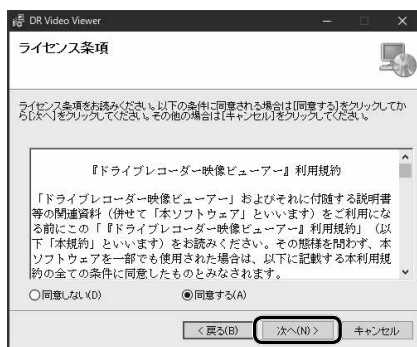 DR Video Viewer
ライセンス条項
ライセンス条項をお読みください。以下の条件に同意される場合は[同意する]をクリックしてか
ら[次へ]をクリックしてください。その他の場合は[キャンセル]をクリックしてください。
『ドライブレコーダー映像ビューアー』利用規約
「ドライブレコーダー映像ビューアー」およびそれに付随する説明書
等の関連資料（併せて「本ソフトウェア」といいます）をご利用にな
る前にこの「『ドライブレコーダー映像ビューアー』利用規約」（以
下「本規約」といいます）をお読みください。その態様を問わず、本
ソフトウェアを一部でも使用された場合は、以下に記載する本利用規
約の全ての条件に同意したものとみなされます。
同意しない(D) 同意する(A)
< 戻る(B) 次へ(N) > キャンセル